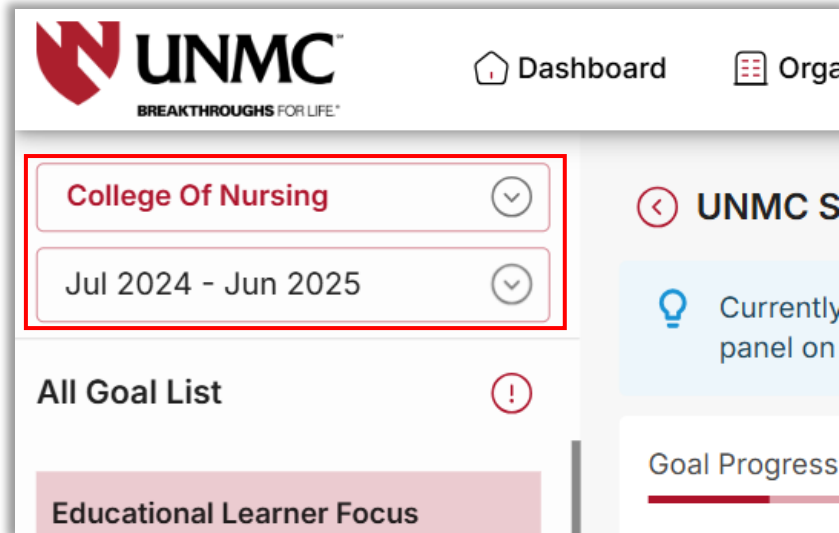 UNMC
BREAKTHROUGHS FOR LIFE.®
Dashboard
Orga
College Of Nursing
Jul 2024 - Jun 2025
All Goal List
Educational Learner Focus
UNMC S
Currently
panel on
Goal Progress